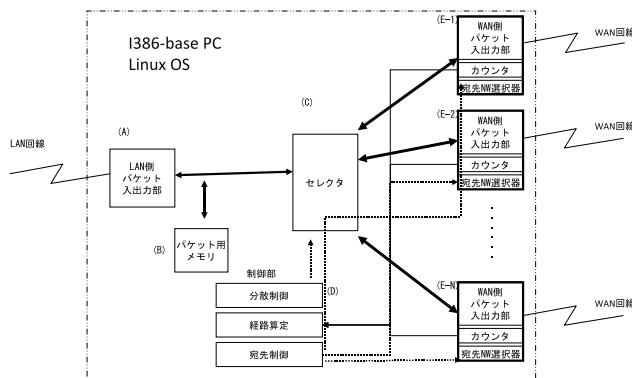 I386-base PC
Linux OS
LAN回線
(A)
LAN側
パケット
入出力部
(B)
パケット用
メモリ
(C)
セレクタ
制御部
(D)
分散制御
経路算定
宛先制御
(E-1)
WAN側
パケット
入出力部
カウンタ
宛先NW選択器
WAN回線
(E-2)
WAN側
パケット
入出力部
カウンタ
宛先NW選択器
WAN回線
(E-N)
WAN側
パケット
入出力部
カウンタ
宛先NW選択器
WAN回線